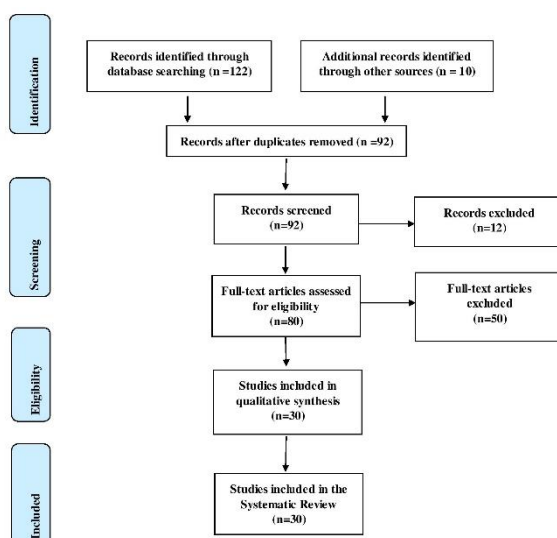 Identification
Records identified through
database searching (n =122)
Additional records identified
through other sources (n = 10)
Records after duplicates removed (n =92)
Screening
Records screened
(n=92)
Records excluded
(n=12)
Full-text articles assessed
for eligibility
(n=80)
Full-text articles
excluded
(n=50)
Eligibility
Studies included in
qualitative synthesis
(n=30)
Included
Studies included in the
Systematic Review
(n=30)